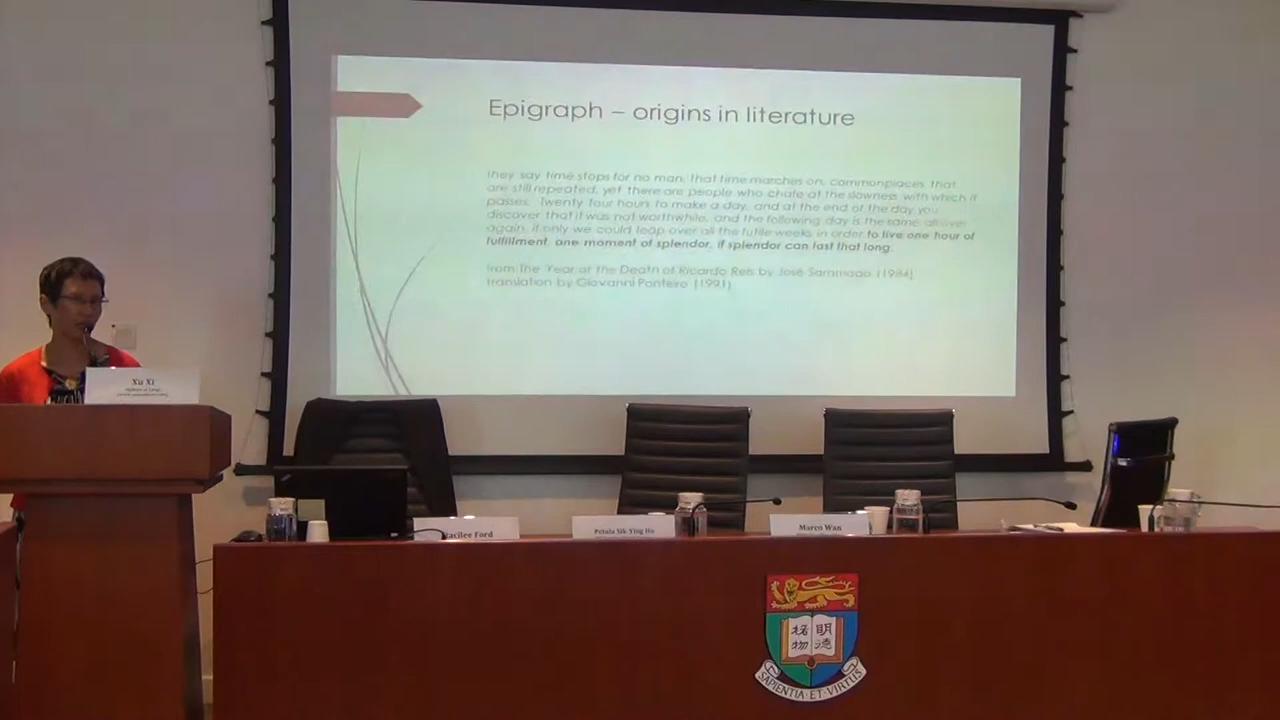 Epigraph – origins in literature
They say time stops for no man, that time marches on, commonplaces that
are still repeated, yet there are people who chafe at the slowness with which it
passes. Twenty four hours to make a day, and at the end of the day you
discover that it was not worthwhile, and the following day is the same all over
again, if only we could leap over all the futile weeks in order to live one hour of
fulfillment, one moment of splendor, if splendor can last that long.
from The Year of the Death of Ricardo Reis by José Saramago (1984)
translation by Giovanni Pontiero (1991)
Xu Xi
Staci Ford
Petula Sik-Ying Ho
Marco Wan
格物
明德
SAPIENTIA·ET·VIRTUS